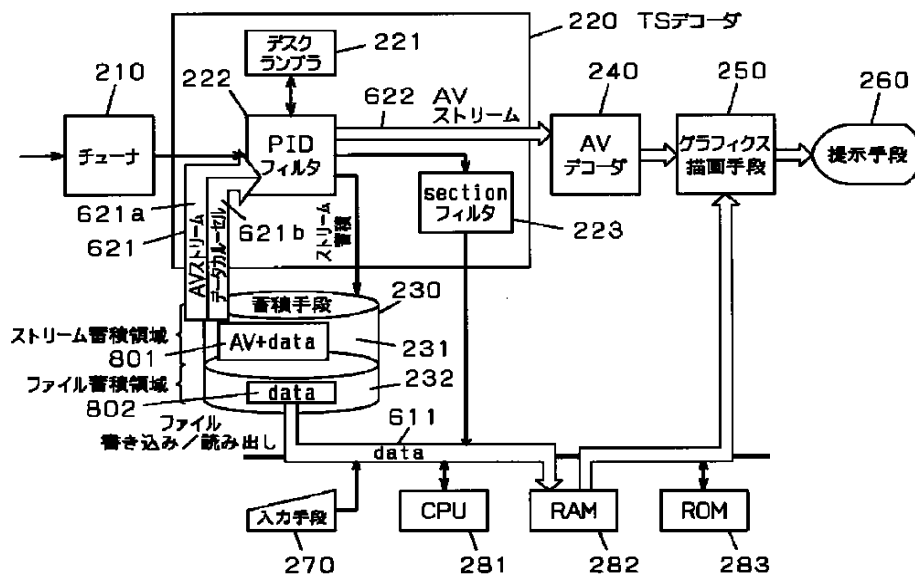 220 TSデコーダ
デスク
ランブラ
221
222
210
チューナ
PID
フィルタ
622
AV
ストリーム
240
AV
デコーダ
250
グラフィクス
描画手段
260
提示手段
section
フィルタ
223
621a
621
621b
AVストリーム
データカルーセル
ストリーム
蓄積
蓄積手段
230
ストリーム蓄積領域
801
AV+data
231
ファイル蓄積領域
802
data
232
ファイル
書き込み/読み出し
611
data
入力手段
270
CPU
281
RAM
282
ROM
283